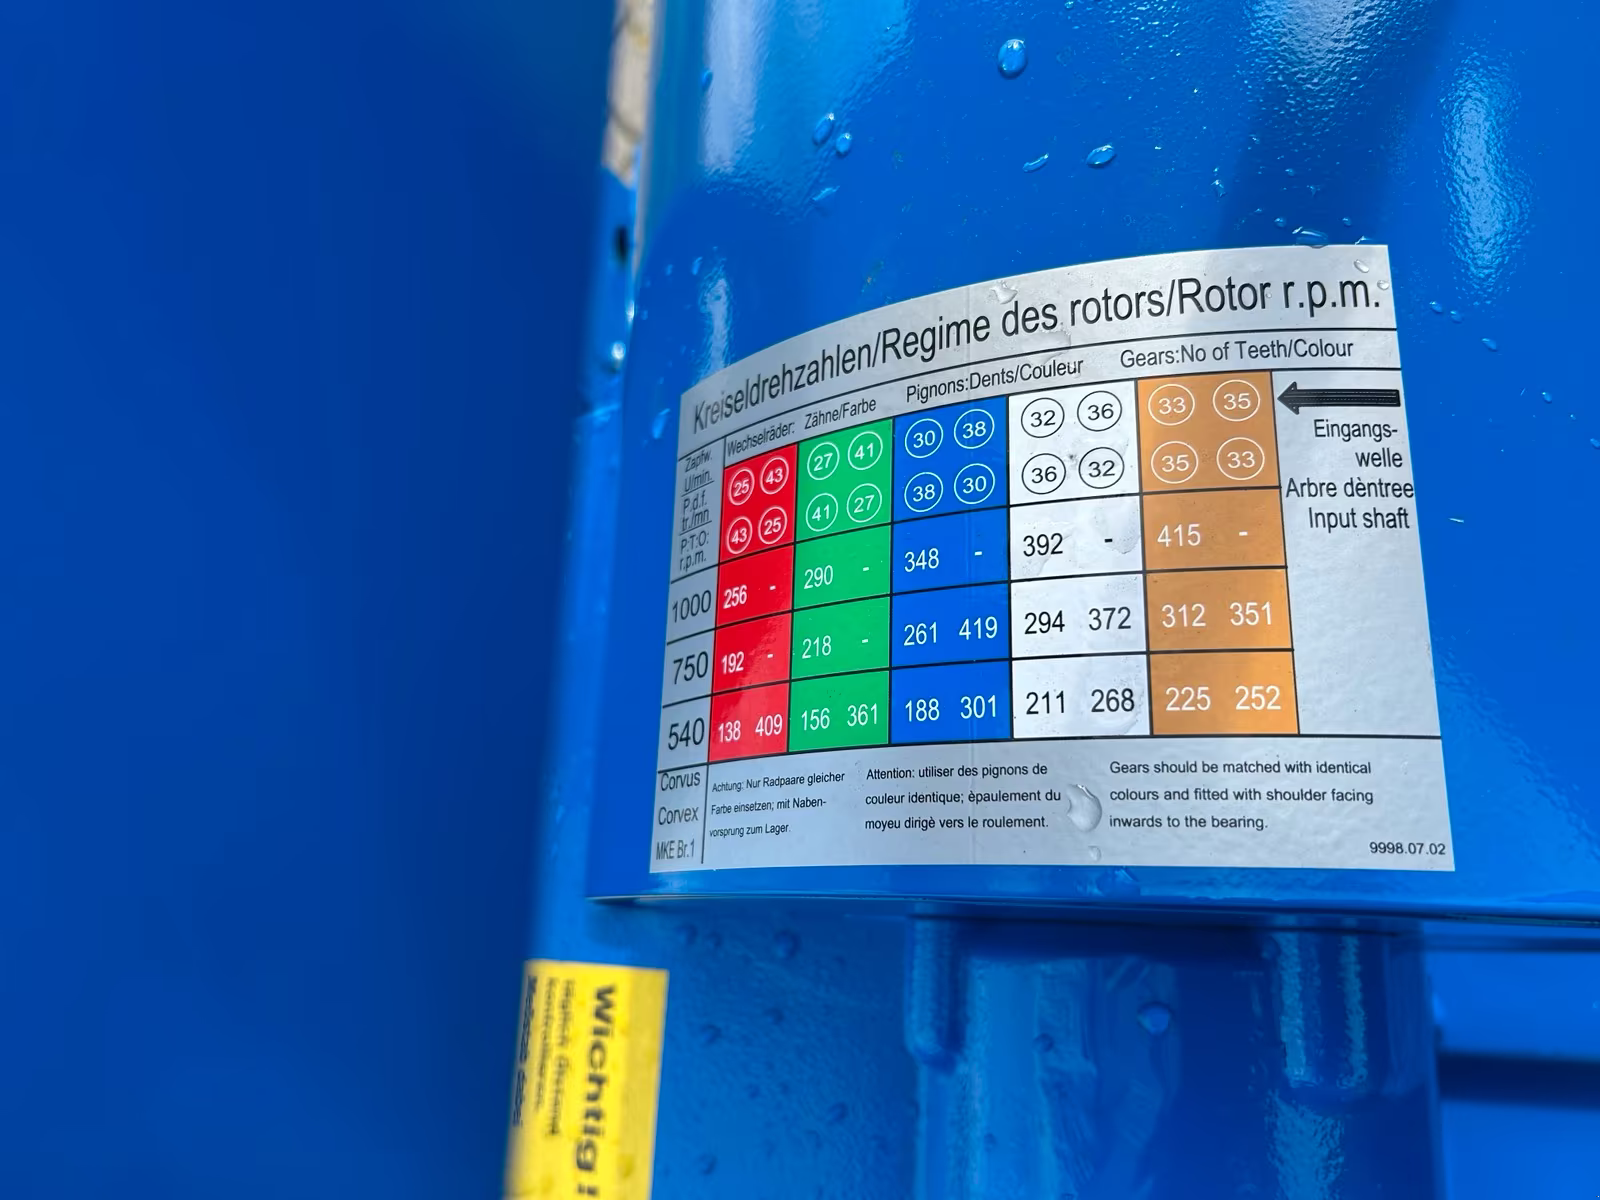 Kreiseldrehzahlen/Regime des rotors/Rotor r.p.m.
Wechselräder: Zähne/Farbe Pignons:Dents/Couleur Gears:No of Teeth/Colour
Zapfw.
U/min.
P.d.f.
tr./mn
P.T.O:
r.p.m.
25 43 27 41 30 38 32 36 33 35
43 25 41 27 38 30 36 32 35 33
Eingangs-
welle
Arbre dèntree
Input shaft
1000 256 - 290 - 348 - 392 - 415 -
750 192 - 218 - 261 419 294 372 312 351
540 138 409 156 361 188 301 211 268 225 252
Corvus
Corvex
MKE Br.1
Achtung: Nur Radpaare gleicher
Farbe einsetzen; mit Naben-
vorsprung zum Lager.
Attention: utiliser des pignons de
couleur identique; èpaulement du
moyeu dirigè vers le roulement.
Gears should be matched with identical
colours and fitted with shoulder facing
inwards to the bearing.
9998.07.02
Wichtig !
täglich Ölstand
kontrollieren,